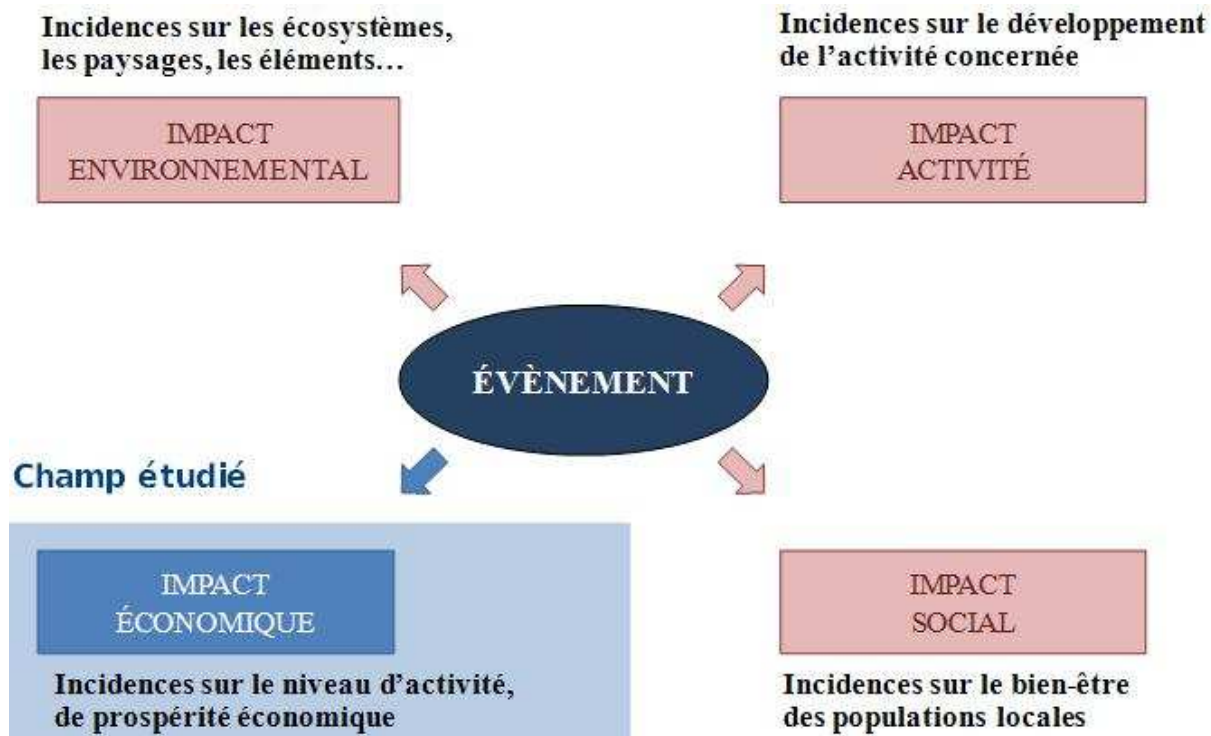 Incidences sur les écosystèmes,
les paysages, les éléments…
IMPACT
ENVIRONNEMENTAL
Incidences sur le développement
de l’activité concernée
IMPACT
ACTIVITÉ
ÉVÈNEMENT
Champ étudié
IMPACT
ÉCONOMIQUE
Incidences sur le niveau d’activité,
de prospérité économique
IMPACT
SOCIAL
Incidences sur le bien-être
des populations locales